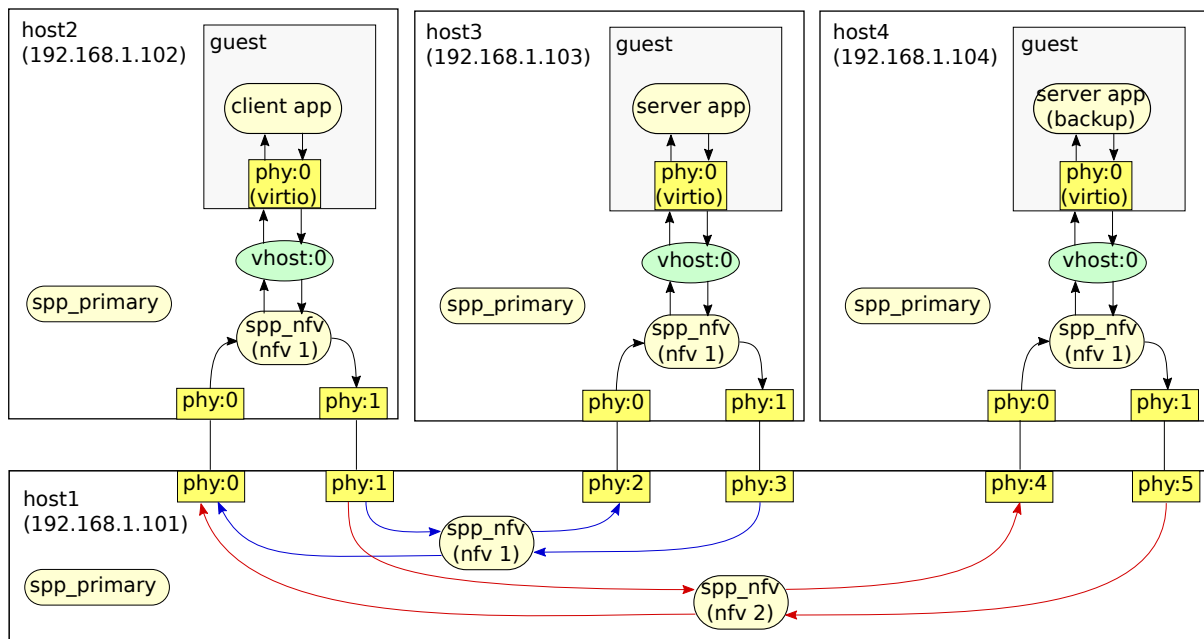 host2
(192.168.1.102)
guest
client app
phy:0
(virtio)
vhost:0
spp_primary
spp_nfv
(nfv 1)
phy:0
phy:1
host3
(192.168.1.103)
guest
server app
phy:0
(virtio)
vhost:0
spp_primary
spp_nfv
(nfv 1)
phy:0
phy:1
host4
(192.168.1.104)
guest
server app
(backup)
phy:0
(virtio)
vhost:0
spp_primary
spp_nfv
(nfv 1)
phy:0
phy:1
phy:0
phy:1
phy:2
phy:3
phy:4
phy:5
host1
(192.168.1.101)
spp_nfv
(nfv 1)
spp_primary
spp_nfv
(nfv 2)